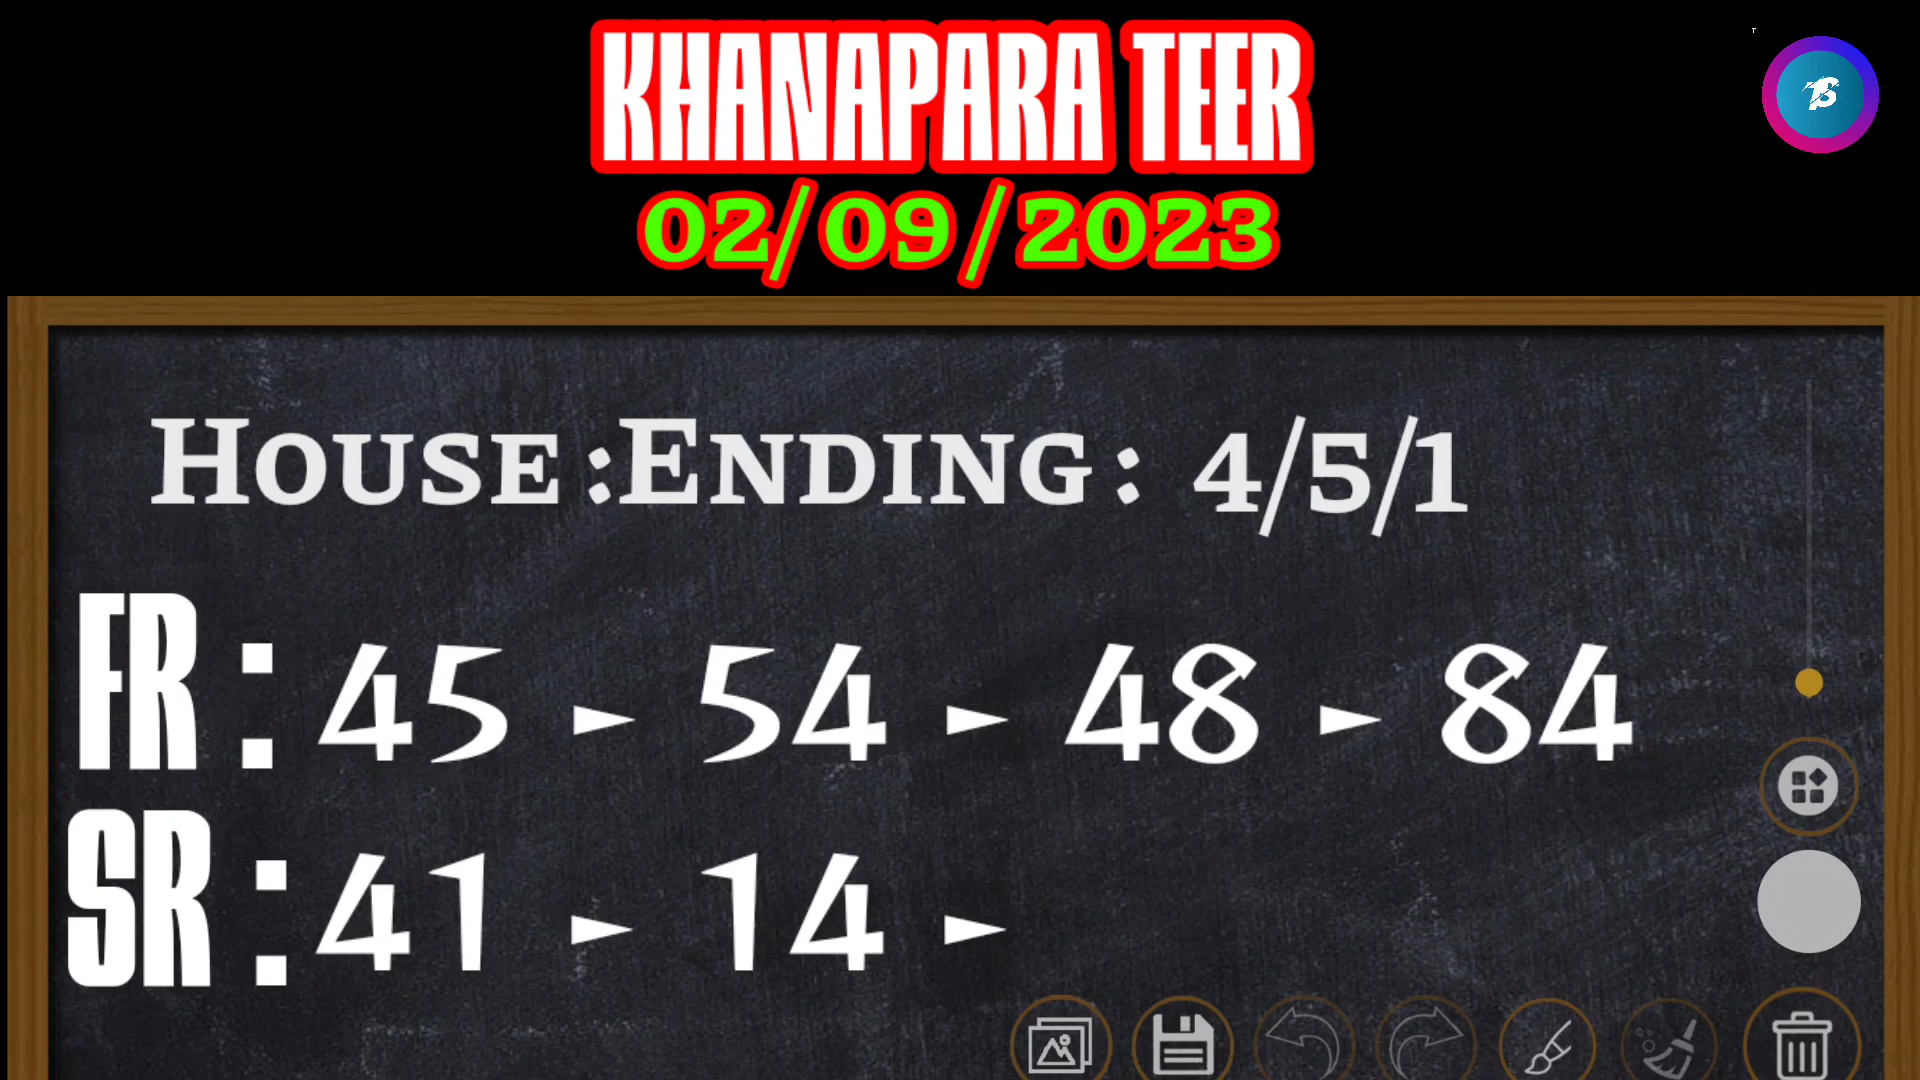 KHANAPARA TEER
02/09/2023
HOUSE :ENDING : 4/5/1
FR : 45 - 54 - 48 - 84
SR : 41 - 14 -